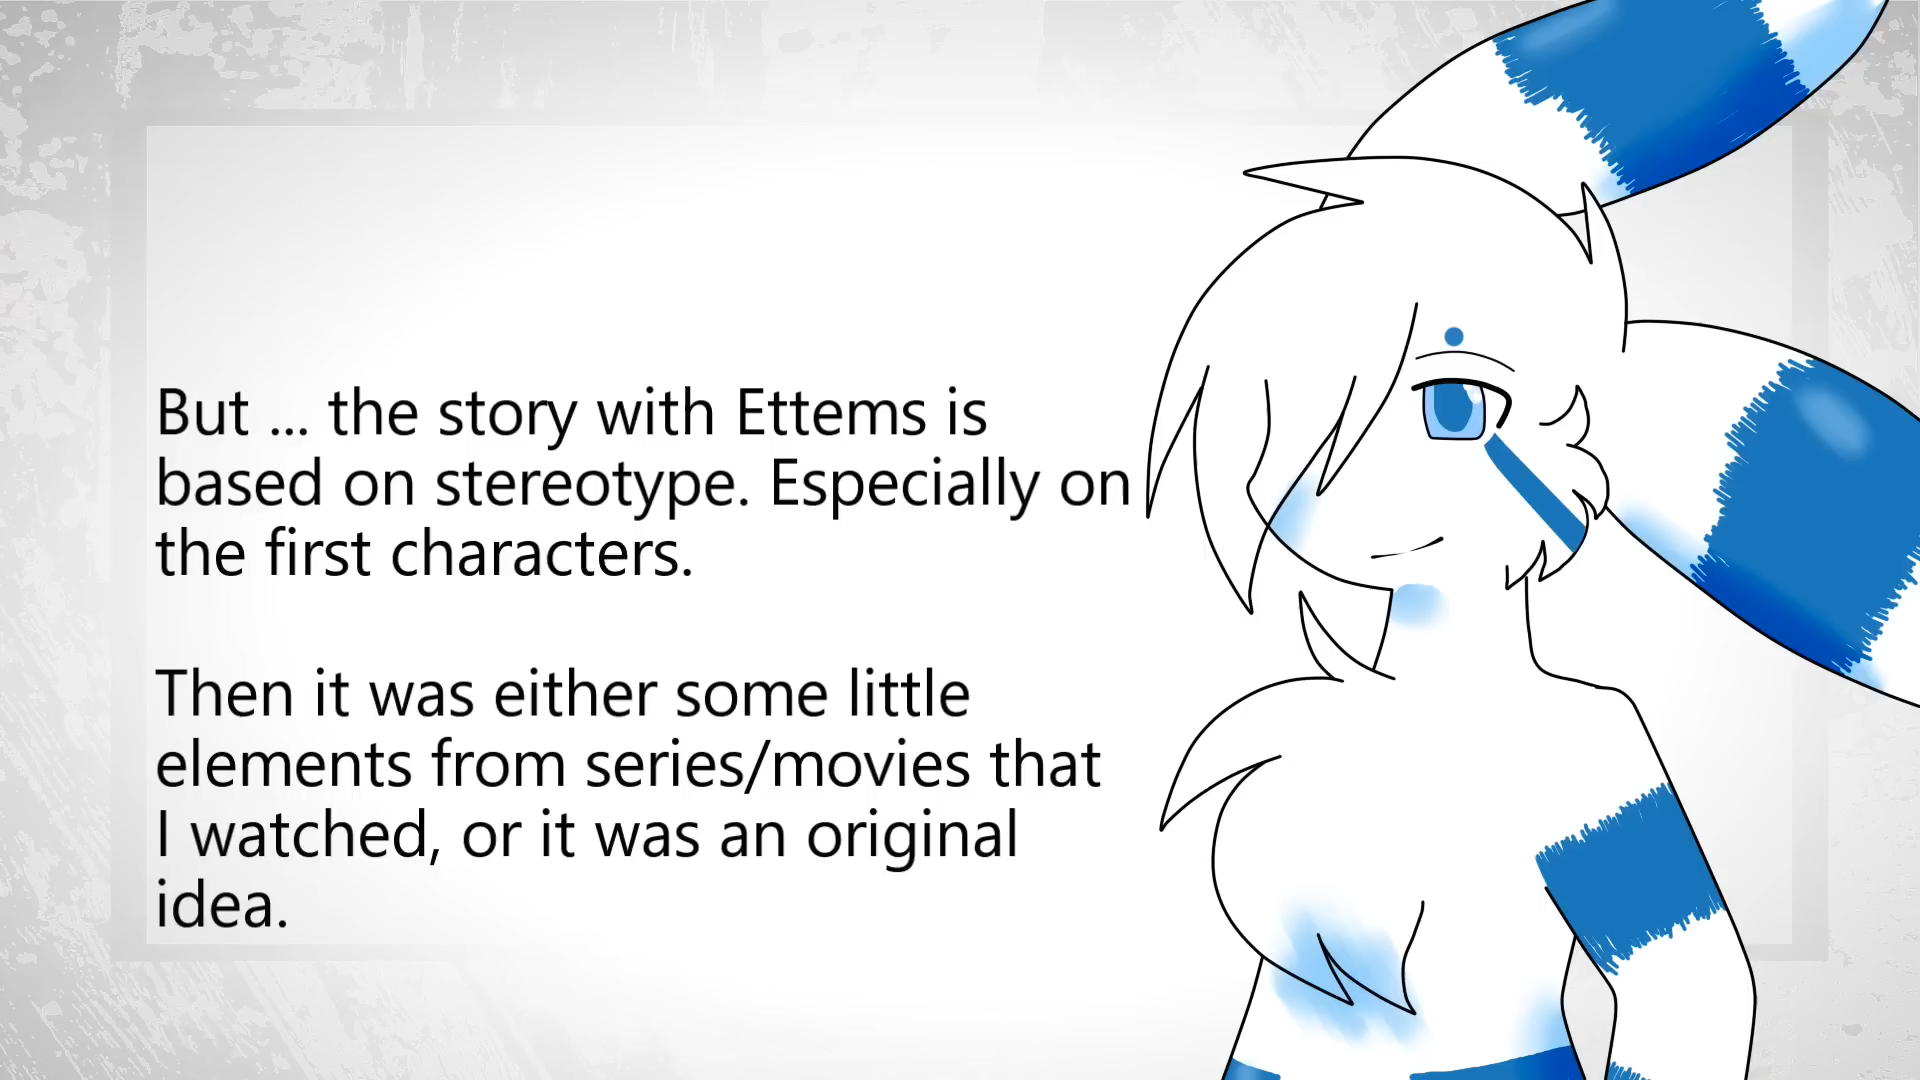 But ... the story with Ettems is
based on stereotype. Especially on
the first characters.
Then it was either some little
elements from series/movies that
I watched, or it was an original
idea.